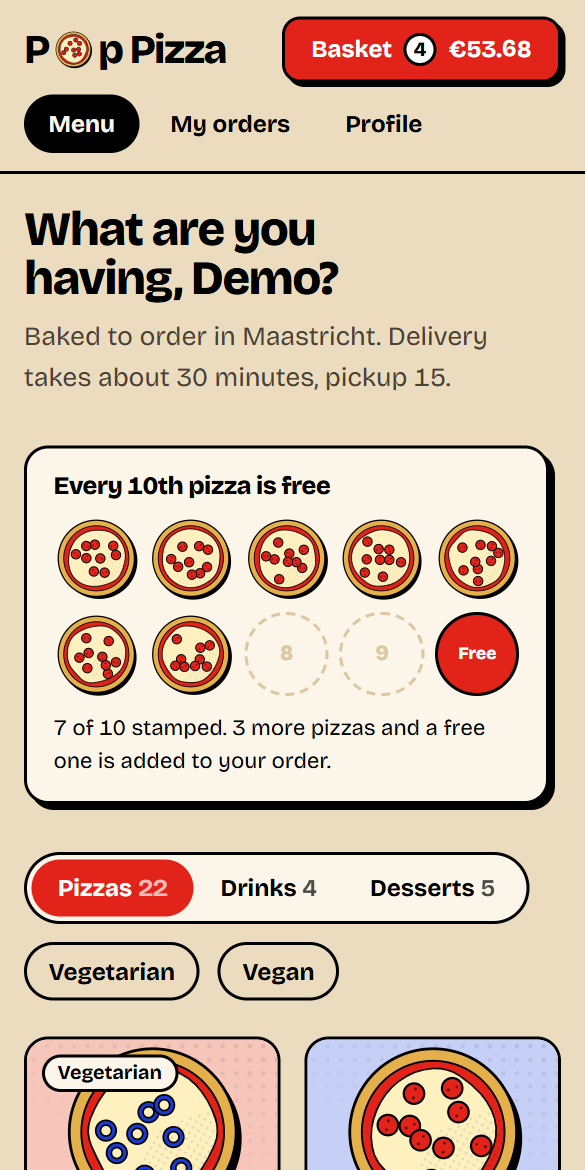 P p Pizza
Basket 4 €53.68
Menu My orders Profile
What are you
having, Demo?
Baked to order in Maastricht. Delivery
takes about 30 minutes, pickup 15.
Every 10th pizza is free
8 9 Free
7 of 10 stamped. 3 more pizzas and a free
one is added to your order.
Pizzas 22 Drinks 4 Desserts 5
Vegetarian Vegan
Vegetarian